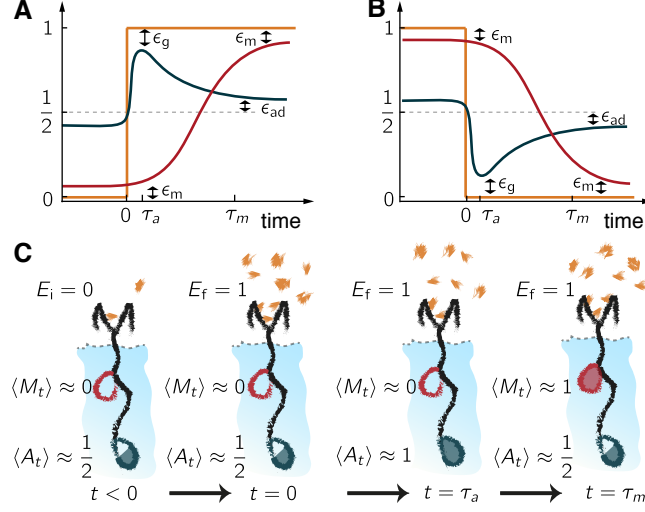 A
1
1/2
0
ϵg
ϵm
ϵad
ϵm
0
τa
τm
time
B
1
1/2
0
ϵm
ϵad
ϵg
ϵm
0
τa
τm
time
C
Ei = 0
Ef = 1
Ef = 1
Ef = 1
⟨Mt⟩ ≈ 0
⟨Mt⟩ ≈ 0
⟨Mt⟩ ≈ 0
⟨Mt⟩ ≈ 1
⟨At⟩ ≈ 1/2
⟨At⟩ ≈ 1/2
⟨At⟩ ≈ 1
⟨At⟩ ≈ 1/2
t < 0
t = 0
t = τa
t = τm